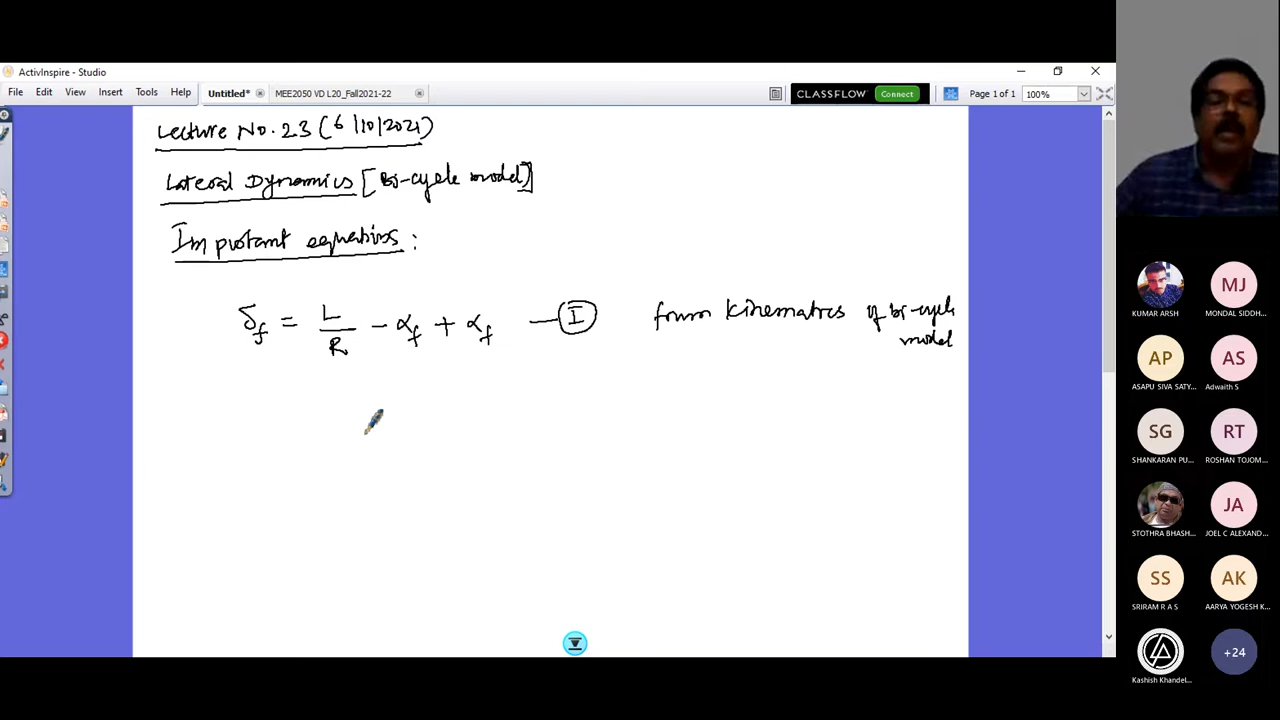 ActivInspire - Studio
File Edit View Insert Tools Help Untitled* MEE2050 VD L20_Fall2021-22 CLASSFLOW Connect Page 1 of 1 100%
Lecture No. 23 (6/10/2021)
Lateral Dynamics [Bi-cycle model]
Important equations :
δf = L/R - αf + αf — I from Kinematics of bi-cycle
model
KUMAR ARSH
MJ
MONDAL SIDDH...
AP
ASAPU SIVA SATY...
AS
Adwaith S
SG
SHANKARAN PU...
RT
ROSHAN TOJOM...
STOTHRA BHASH...
JA
JOEL C ALEXAND...
SS
SRIRAM R A S
AK
AARYA YOGESH K...
Kashish Khandel...
+24